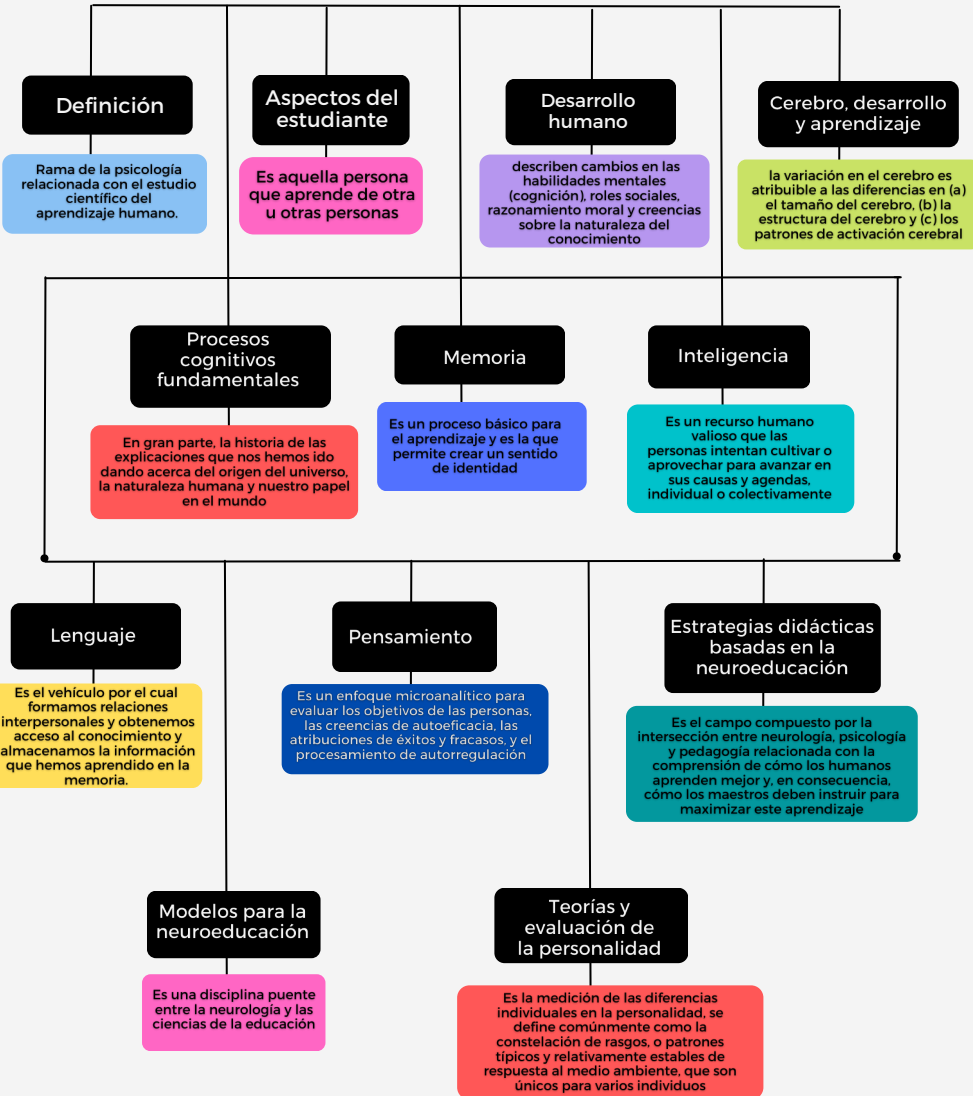 Definición
Rama de la psicología
relacionada con el estudio
científico del
aprendizaje humano.
Aspectos del
estudiante
Es aquella persona
que aprende de otra
u otras personas
Desarrollo
humano
describen cambios en las
habilidades mentales
(cognición), roles sociales,
razonamiento moral y creencias
sobre la naturaleza del
conocimiento
Cerebro, desarrollo
y aprendizaje
la variación en el cerebro es
atribuible a las diferencias en (a)
el tamaño del cerebro, (b) la
estructura del cerebro y (c) los
patrones de activación cerebral
Procesos
cognitivos
fundamentales
En gran parte, la historia de las
explicaciones que nos hemos ido
dando acerca del origen del universo,
la naturaleza humana y nuestro papel
en el mundo
Memoria
Es un proceso básico para
el aprendizaje y es la que
permite crear un sentido
de identidad
Inteligencia
Es un recurso humano
valioso que las
personas intentan cultivar o
aprovechar para avanzar en
sus causas y agendas,
individual o colectivamente
Lenguaje
Es el vehículo por el cual
formamos relaciones
interpersonales y obtenemos
acceso al conocimiento y
almacenamos la información
que hemos aprendido en la
memoria.
Pensamiento
Es un enfoque microanalítico para
evaluar los objetivos de las personas,
las creencias de autoeficacia, las
atribuciones de éxitos y fracasos, y el
procesamiento de autorregulación
Estrategias didácticas
basadas en la
neuroeducación
Es el campo compuesto por la
intersección entre neurología, psicología
y pedagogía relacionada con la
comprensión de cómo los humanos
aprenden mejor y, en consecuencia,
cómo los maestros deben instruir para
maximizar este aprendizaje
Modelos para la
neuroeducación
Es una disciplina puente
entre la neurología y las
ciencias de la educación
Teorías y
evaluación de
la personalidad
Es la medición de las diferencias
individuales en la personalidad, se
define comúnmente como la
constelación de rasgos, o patrones
típicos y relativamente estables de
respuesta al medio ambiente, que son
únicos para varios individuos